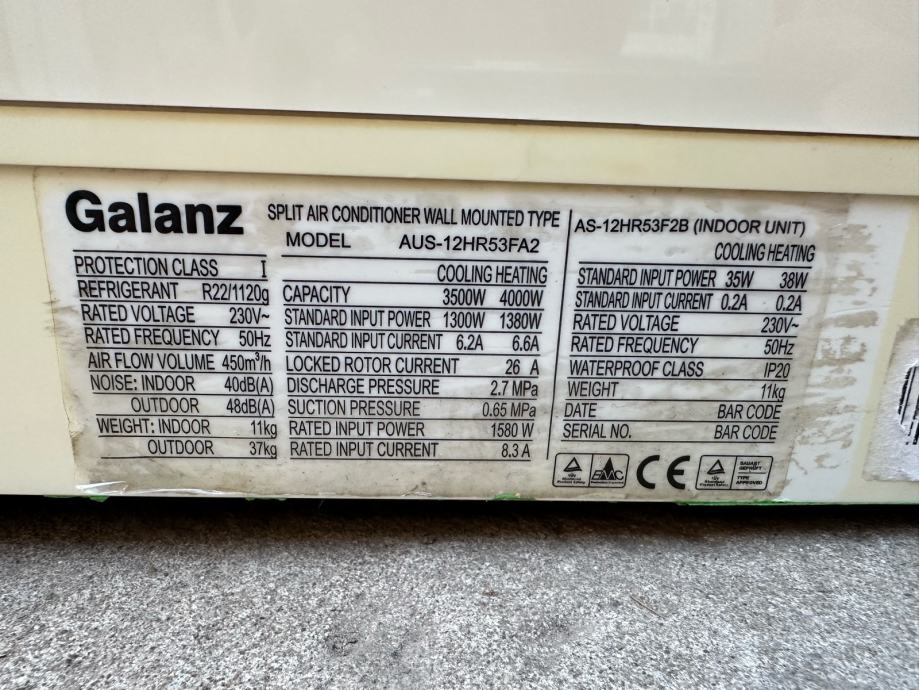 Galanz
SPLIT AIR CONDITIONER WALL MOUNTED TYPE
MODEL AUS-12HR53FA2
PROTECTION CLASS I
REFRIGERANT R22/1120g
RATED VOLTAGE 230V~
RATED FREQUENCY 50Hz
AIR FLOW VOLUME 450m³/h
NOISE: INDOOR 40dB(A)
OUTDOOR 48dB(A)
WEIGHT: INDOOR 11kg
OUTDOOR 37kg
COOLING HEATING
CAPACITY 3500W 4000W
STANDARD INPUT POWER 1300W 1380W
STANDARD INPUT CURRENT 6.2A 6.6A
LOCKED ROTOR CURRENT 26 A
DISCHARGE PRESSURE 2.7 MPa
SUCTION PRESSURE 0.65 MPa
RATED INPUT POWER 1580 W
RATED INPUT CURRENT 8.3 A
AS-12HR53F2B (INDOOR UNIT)
COOLING HEATING
STANDARD INPUT POWER 35W 38W
STANDARD INPUT CURRENT 0.2A 0.2A
RATED VOLTAGE 230V~
RATED FREQUENCY 50Hz
WATERPROOF CLASS IP20
WEIGHT 11kg
DATE BAR CODE
SERIAL NO. BAR CODE
EMC
CE
BAUART
GEPRÜFT
TYPE
APPROVED